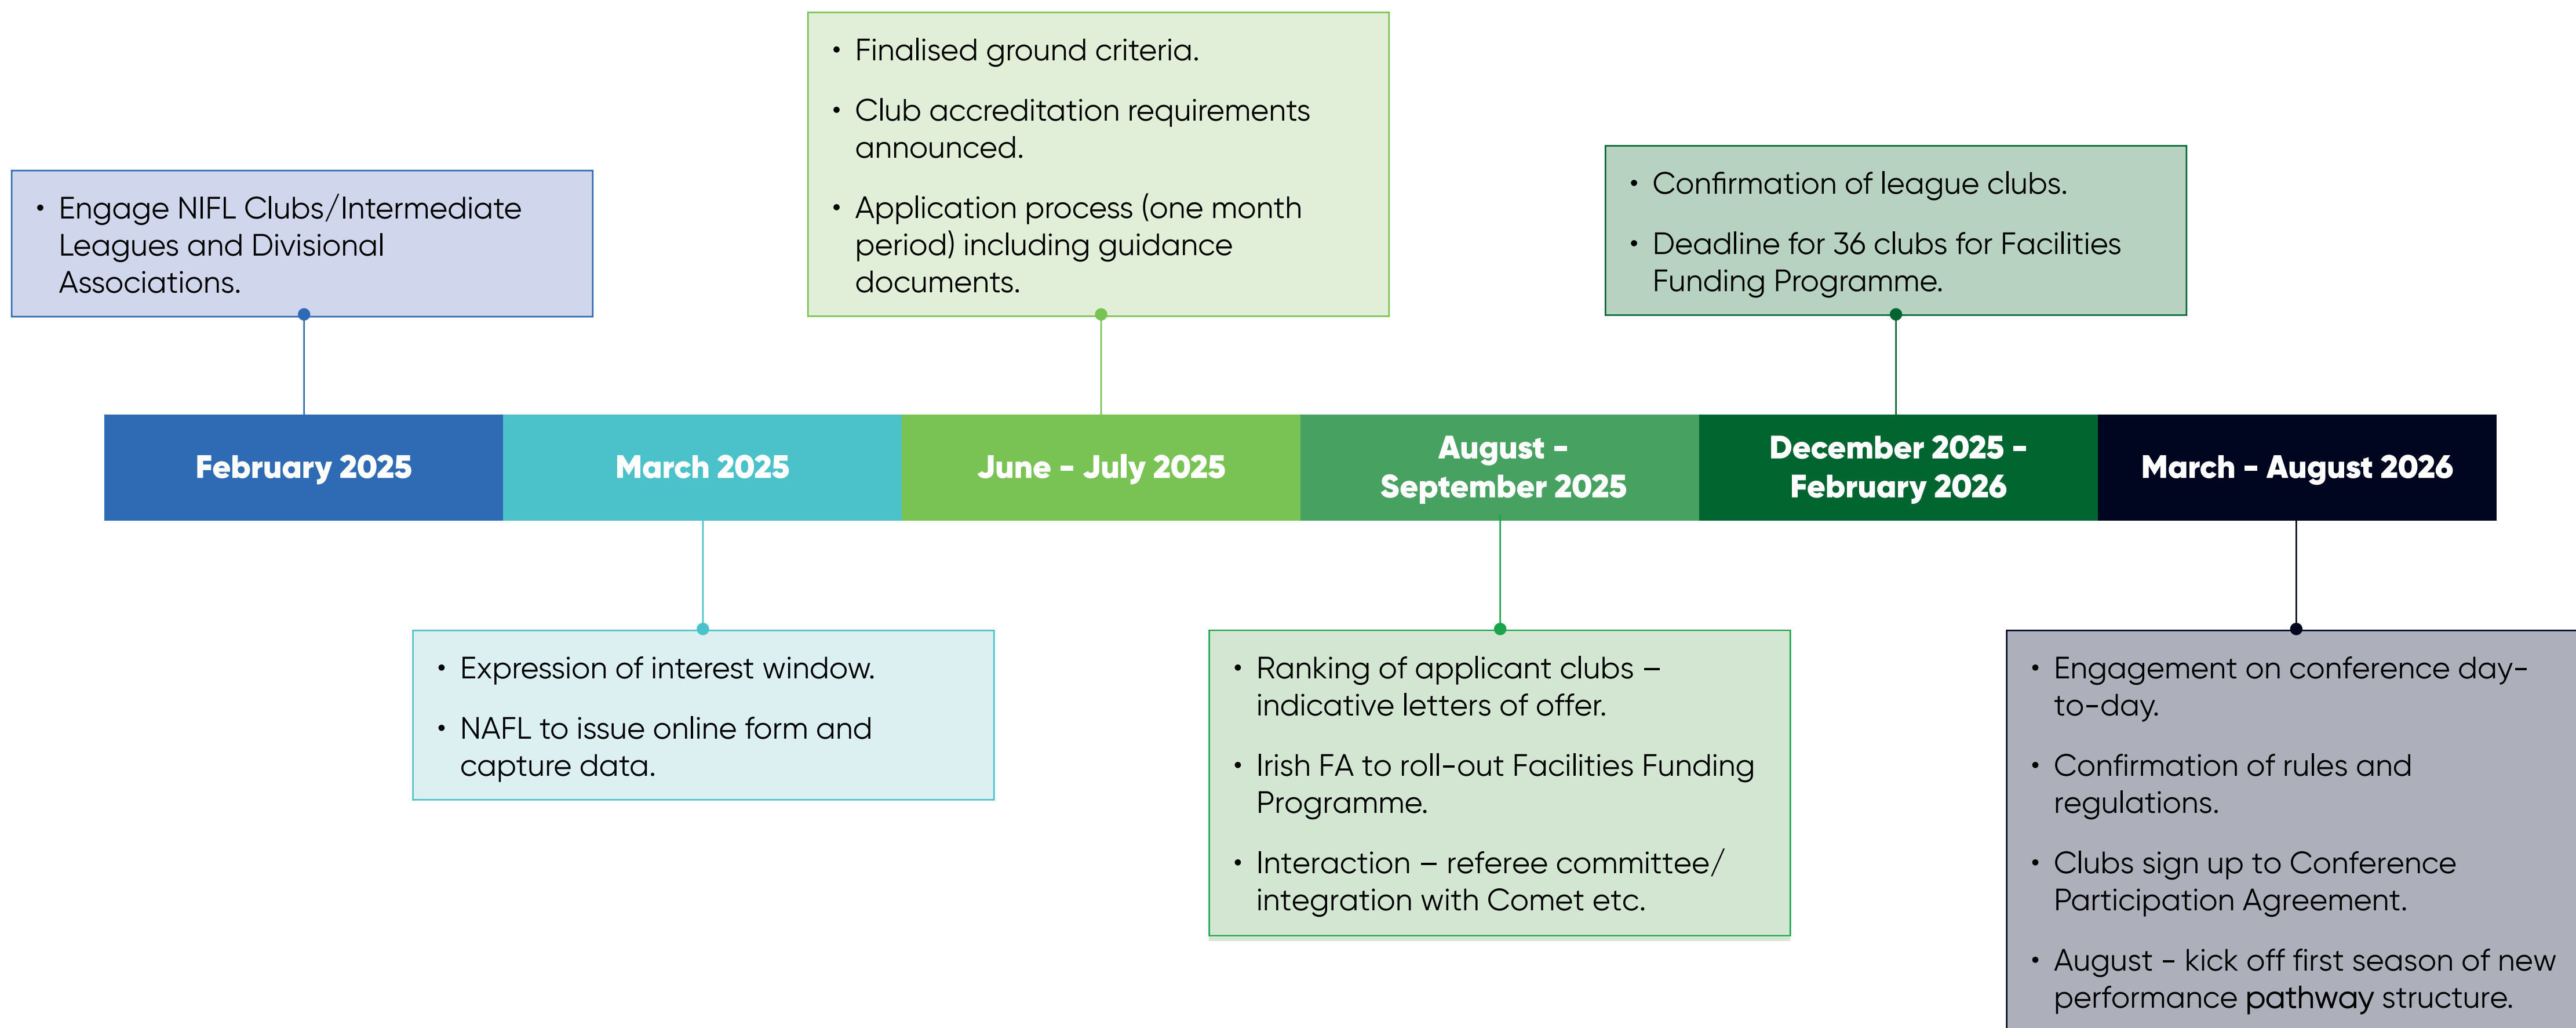 • Engage NIFL Clubs/Intermediate
Leagues and Divisional
Associations.
• Finalised ground criteria.
• Club accreditation requirements
announced.
• Application process (one month
period) including guidance
documents.
• Confirmation of league clubs.
• Deadline for 36 clubs for Facilities
Funding Programme.
February 2025
March 2025
June - July 2025
August -
September 2025
December 2025 -
February 2026
March - August 2026
• Expression of interest window.
• NAFL to issue online form and
capture data.
• Ranking of applicant clubs –
indicative letters of offer.
• Irish FA to roll-out Facilities Funding
Programme.
• Interaction – referee committee/
integration with Comet etc.
• Engagement on conference day-
to-day.
• Confirmation of rules and
regulations.
• Clubs sign up to Conference
Participation Agreement.
• August - kick off first season of new
performance pathway structure.